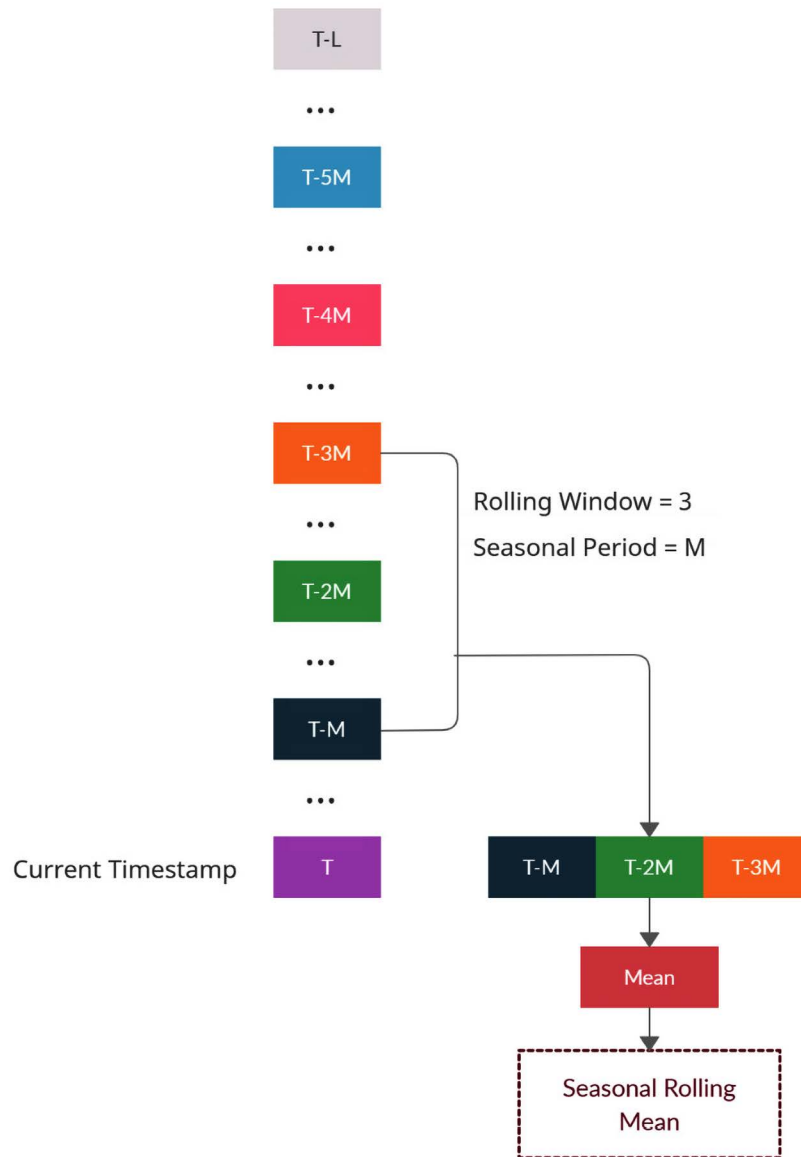 T-L
...
T-5M
...
T-4M
...
T-3M
Rolling Window = 3
...
Seasonal Period = M
T-2M
...
T-M
...
Current Timestamp
T
T-M
T-2M
T-3M
Mean
Seasonal Rolling
Mean